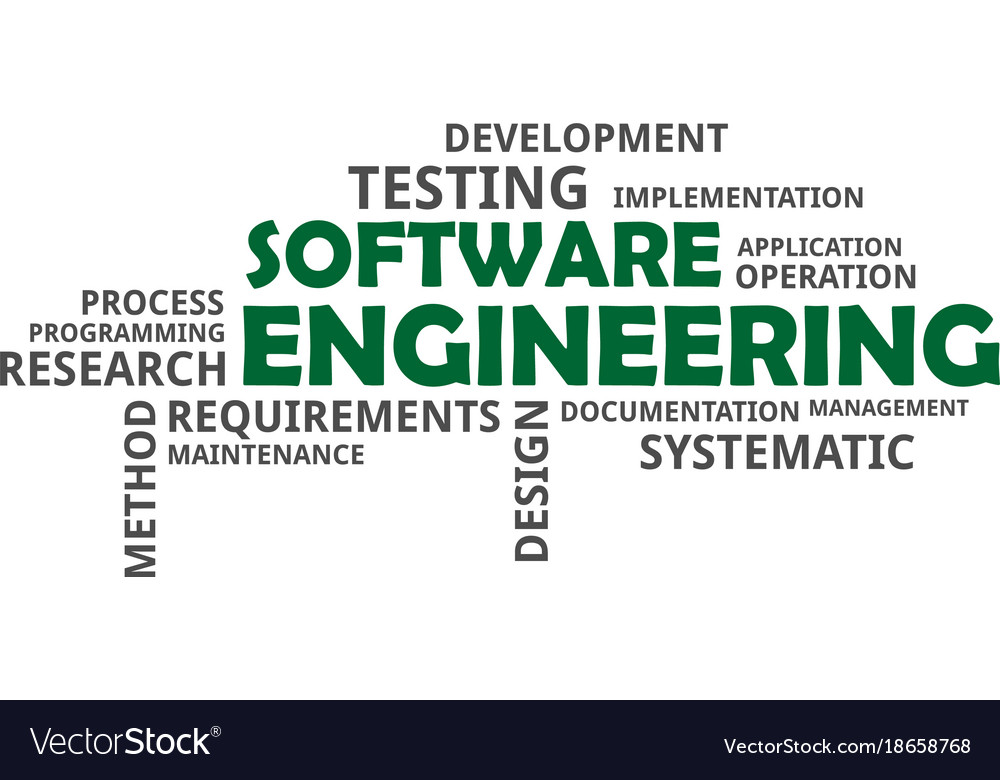 DEVELOPMENT
TESTING
IMPLEMENTATION
SOFTWARE
APPLICATION
OPERATION
PROCESS
PROGRAMMING
RESEARCH
ENGINEERING
METHOD
REQUIREMENTS
MAINTENANCE
DESIGN
DOCUMENTATION
MANAGEMENT
SYSTEMATIC
VectorStock®
VectorStock.com/18658768